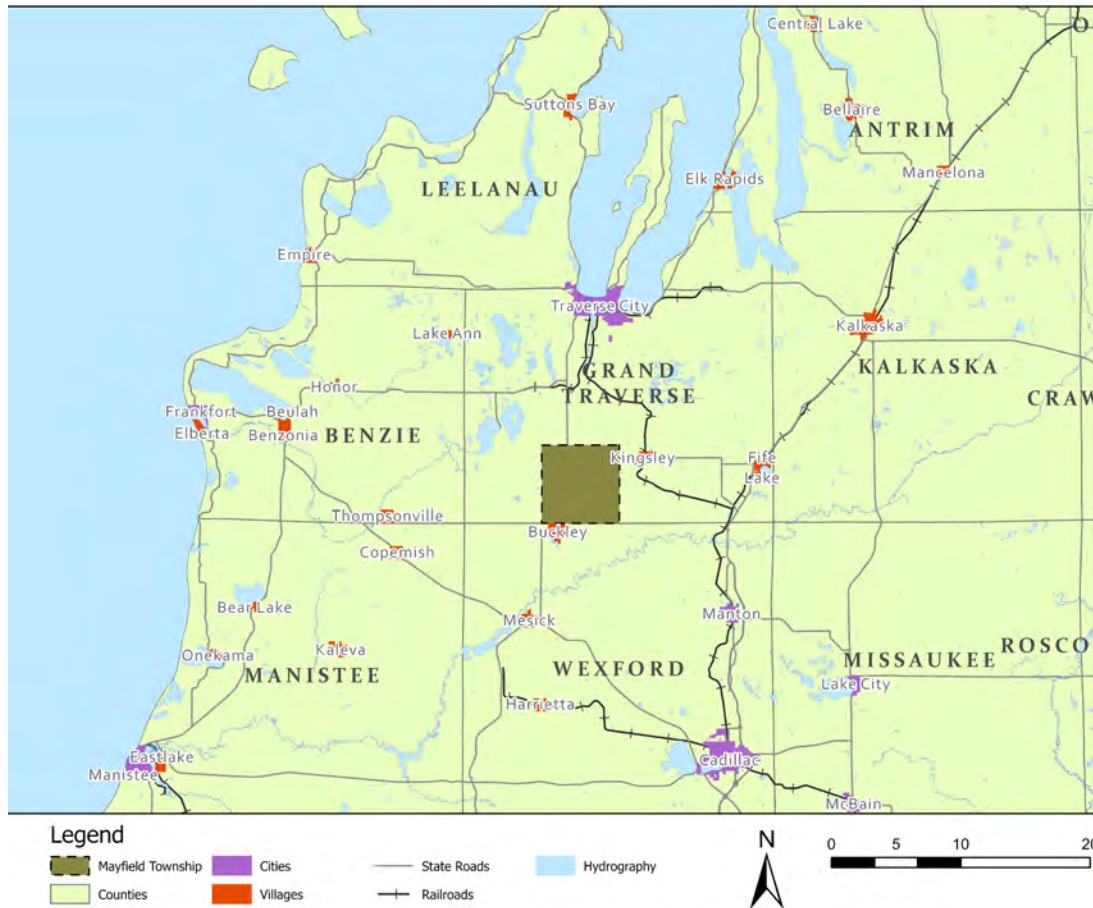 Central Lake
O
Suttons Bay
Bellaire
ANTRIM
Mancelona
Elk Rapids
LEELANAU
Empire
Traverse City
Lake Ann
Kalkaska
GRAND
TRAVERSE
KALKASKA
Honor
CRAW
Frankfort
Beulah
Elberta
Benzonia
BENZIE
Kingsley
Fife
Lake
Thompsonville
Buckley
Copemish
Bear Lake
Mesick
Manton
Onekama
Kaleva
MANISTEE
WEXFORD
MISSAUKEE
ROSCO
Lake City
Harrietta
Eastlake
Manistee
Cadillac
McBain
Legend
Mayfield Township
Cities
State Roads
Hydrography
Counties
Villages
Railroads
N
0 5 10 20